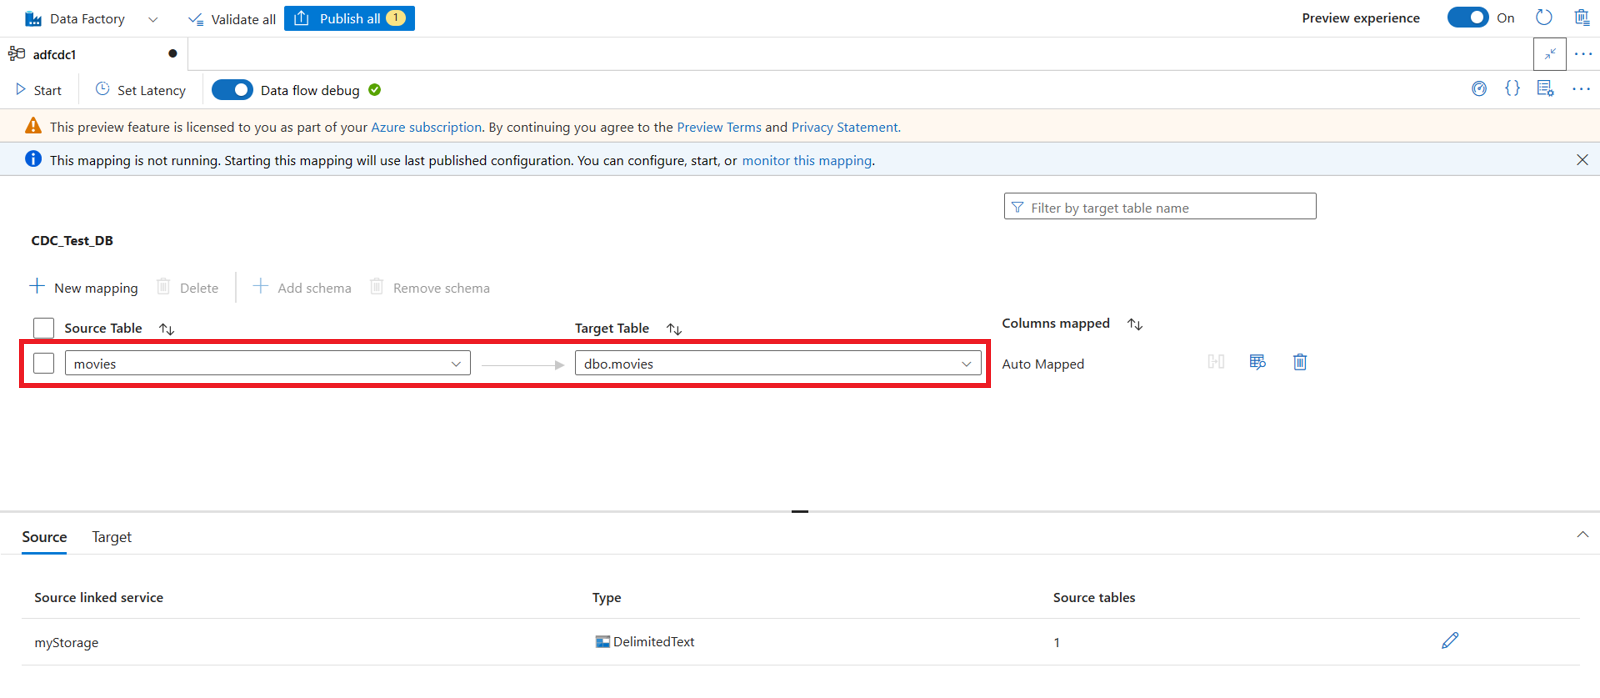 Data Factory Validate all Publish all 1 Preview experience On
adfcdc1
Start Set Latency Data flow debug
This preview feature is licensed to you as part of your Azure subscription. By continuing you agree to the Preview Terms and Privacy Statement.
This mapping is not running. Starting this mapping will use last published configuration. You can configure, start, or monitor this mapping.
Filter by target table name
CDC_Test_DB
New mapping Delete Add schema Remove schema
Source Table Target Table Columns mapped
movies dbo.movies Auto Mapped
Source Target
Source linked service Type Source tables
myStorage DelimitedText 1